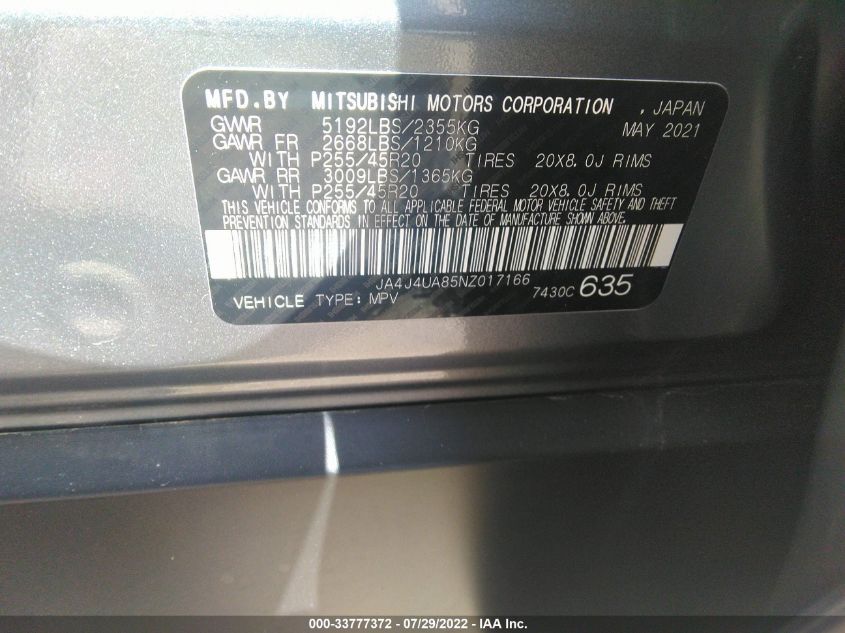 MFD.BY MITSUBISHI MOTORS CORPORATION , JAPAN
GVWR 5192LBS/2355KG MAY 2021
GAWR FR 2668LBS/1210KG
WITH P255/45R20 TIRES 20X8.0J RIMS
GAWR RR 3009LBS/1365KG
WITH P255/45R20 TIRES 20X8.0J RIMS
THIS VEHICLE CONFORMS TO ALL APPLICABLE FEDERAL MOTOR VEHICLE SAFETY AND THEFT
PREVENTION STANDARDS IN EFFECT ON THE DATE OF MANUFACTURE SHOWN ABOVE.
JA4J4UA85NZ017166
VEHICLE TYPE: MPV 7430C 635
000-33777372 - 07/29/2022 - IAA Inc.